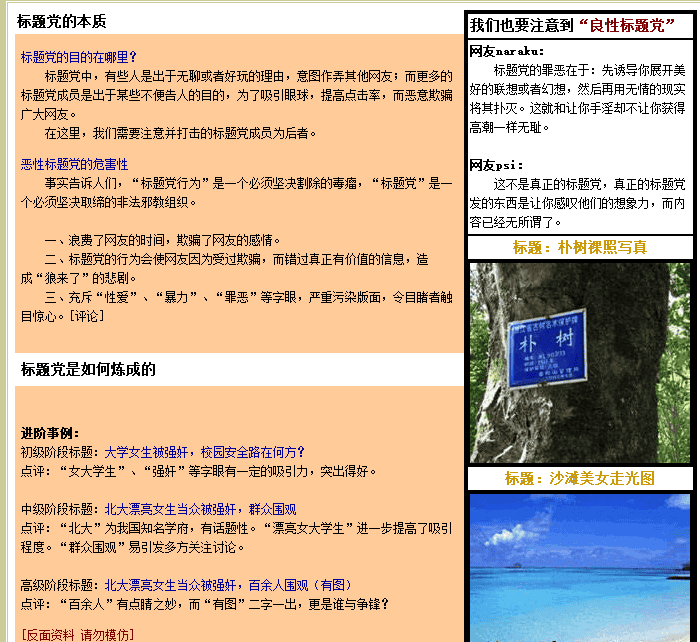 标题党的本质
标题党的目的在哪里?
标题党中，有些人是出于无聊或者好玩的理由，意图作弄其他网友；而更多的
标题党成员是出于某些不便告人的目的，为了吸引眼球，提高点击率，而恶意欺骗
广大网友。
在这里，我们需要注意并打击的标题党成员为后者。
恶性标题党的危害性
事实告诉人们，“标题党行为”是一个必须坚决割除的毒瘤，“标题党”是一
个必须坚决取缔的非法邪教组织。
一、浪费了网友的时间，欺骗了网友的感情。
二、标题党的行为会使网友因为受过欺骗，而错过真正有价值的信息，造
成“狼来了”的悲剧。
三、充斥“性爱”、“暴力”、“罪恶”等字眼，严重污染版面，令目睹者触
目惊心。[评论]
标题党是如何炼成的
进阶事例：
初级阶段标题：大学女生被强奸，校园安全路在何方?
点评：“女大学生”、“强奸”等字眼有一定的吸引力，突出得好。
中级阶段标题：北大漂亮女生当众被强奸，群众围观
点评：“北大”为我国知名学府，有话题性。“漂亮女大学生”进一步提高了吸引
程度。“群众围观”易引发多方关注讨论。
高级阶段标题：北大漂亮女生当众被强奸，百余人围观（有图）
点评：“百余人”有点睛之妙，而“有图”二字一出，更是谁与争锋?
[反面资料 请勿模仿]
我们也要注意到“良性标题党”
网友naraku：
标题党的罪恶在于：先诱导你展开美
好的联想或者幻想，然后再用无情的现实
将其扑灭。这就和让你手淫却不让你获得
高潮一样无耻。
网友psi：
这不是真正的标题党，真正的标题党
发的东西是让你感叹他们的想象力，而内
容已经无所谓了。
标题：朴树裸照写真
朴 树
标题：沙滩美女走光图